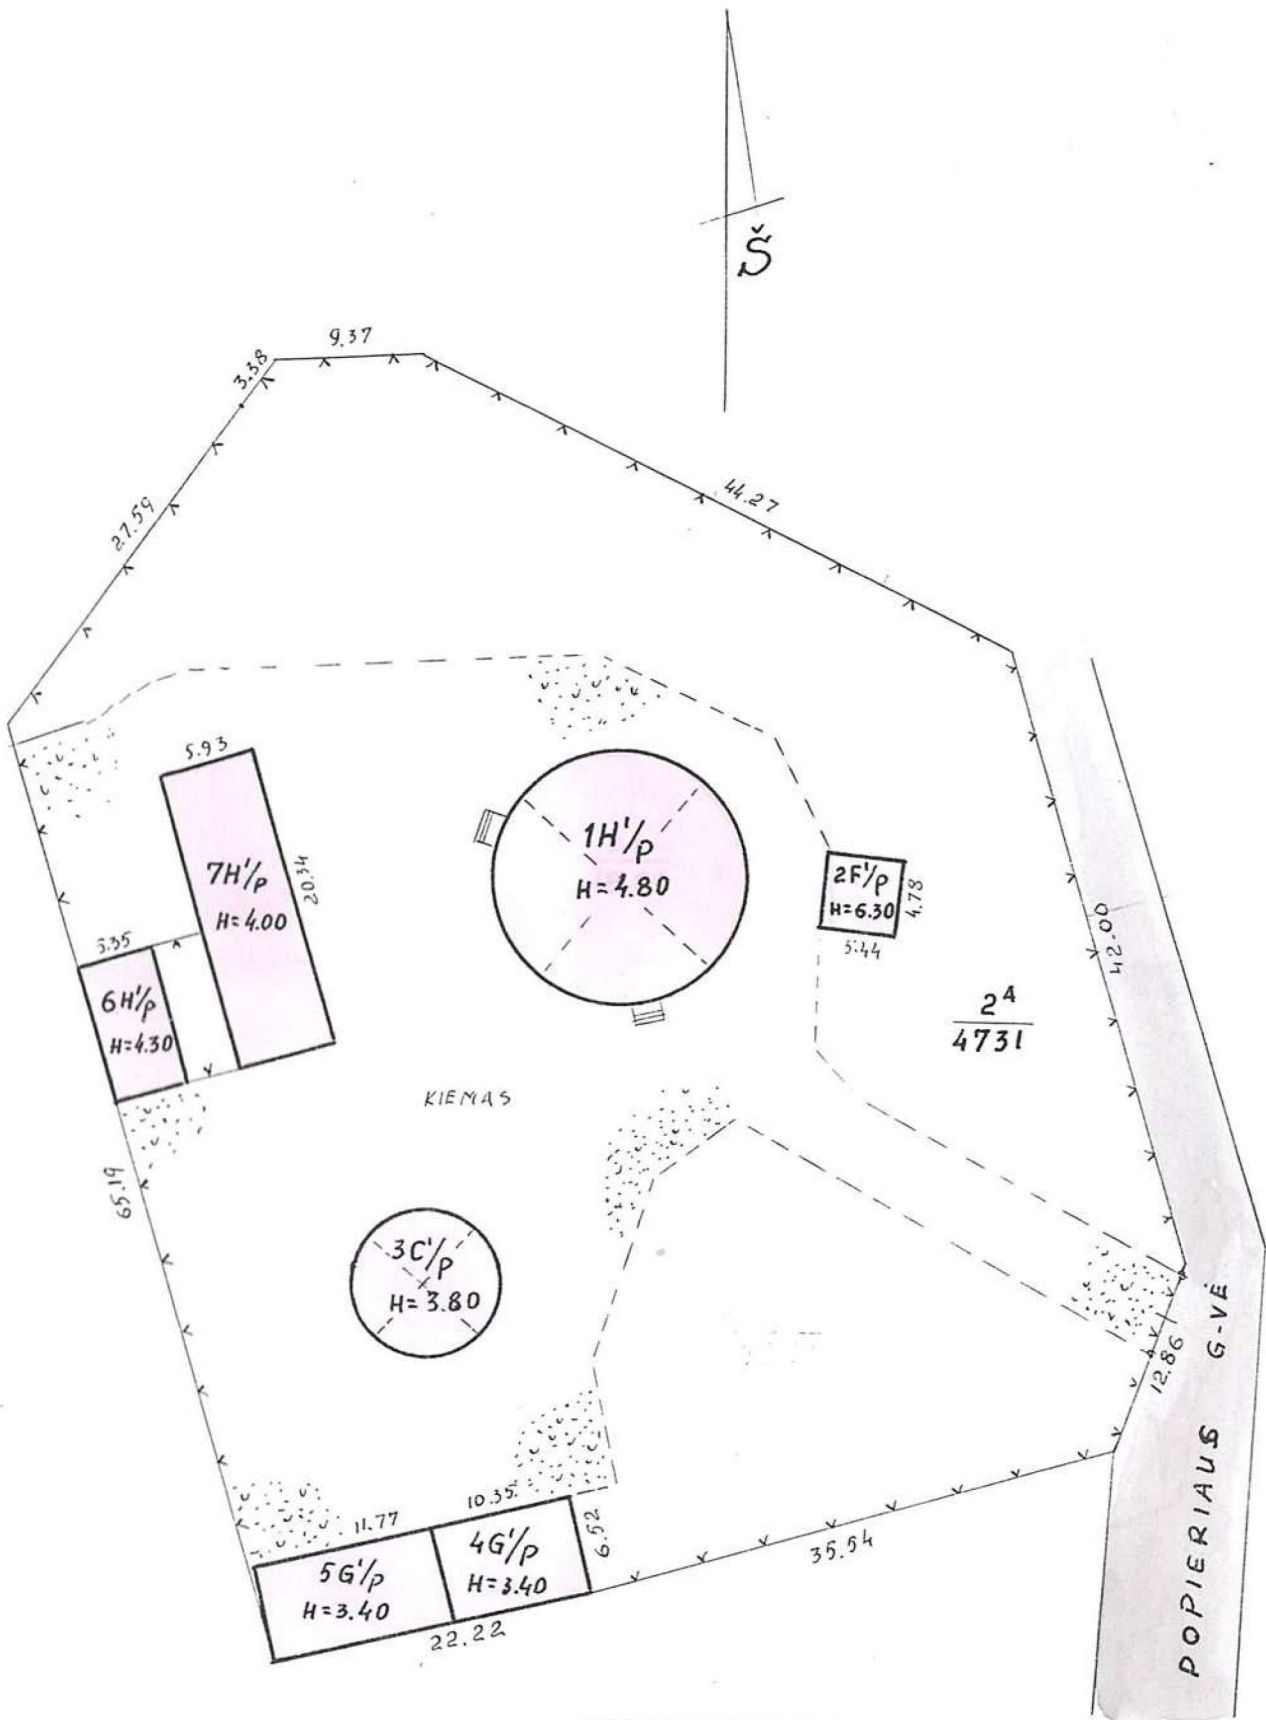 Š
9.37
3.38
44.27
27.59
5.93
1H'/p
H=4.80
7H'/p
H=4.00
20.34
2F'/p
H=6.30
4.78
5.44
42.00
5.35
6H'/p
H=4.30
2⁴
4731
KIEMAS
65.19
3C'/p
H=3.80
12.86
POPIERIAUS G-VĖ
11.77
10.35
6.52
5G'/p
H=3.40
4G'/p
H=3.40
35.54
22.22